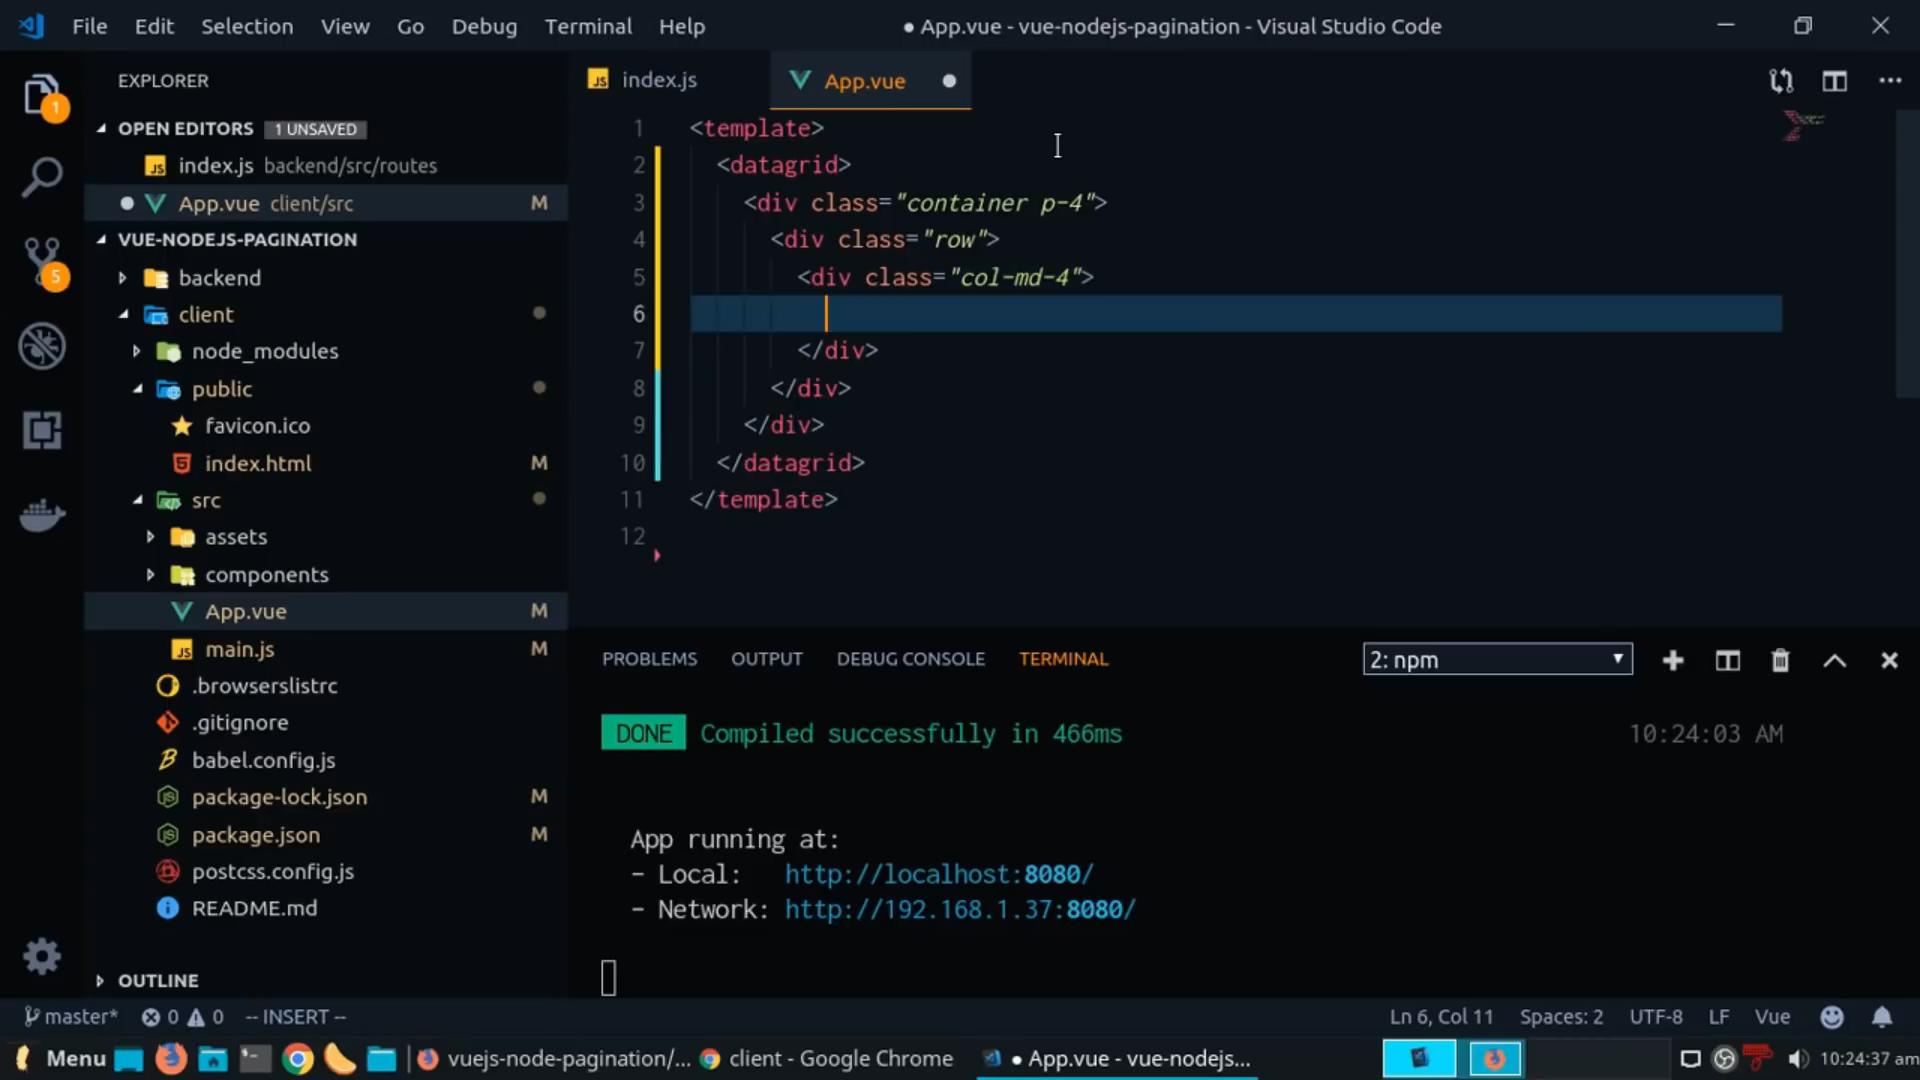 File Edit Selection View Go Debug Terminal Help ● App.vue - vue-nodejs-pagination - Visual Studio Code
EXPLORER
OPEN EDITORS 1 UNSAVED
index.js backend/src/routes
App.vue client/src M
VUE-NODEJS-PAGINATION
backend
client
node_modules
public
favicon.ico
index.html M
src
assets
components
App.vue M
main.js M
.browserslistrc
.gitignore
babel.config.js
package-lock.json M
package.json M
postcss.config.js
README.md
OUTLINE
1
5
index.js App.vue
1 <template>
2 <datagrid>
3 <div class="container p-4">
4 <div class="row">
5 <div class="col-md-4">
6
7 </div>
8 </div>
9 </div>
10 </datagrid>
11 </template>
12
PROBLEMS OUTPUT DEBUG CONSOLE TERMINAL 2: npm
DONE Compiled successfully in 466ms 10:24:03 AM
App running at:
- Local: http://localhost:8080/
- Network: http://192.168.1.37:8080/
master* 0 0 -- INSERT -- Ln 6, Col 11 Spaces: 2 UTF-8 LF Vue
Menu vuejs-node-pagination/... client - Google Chrome ● App.vue - vue-nodejs... 10:24:37 am